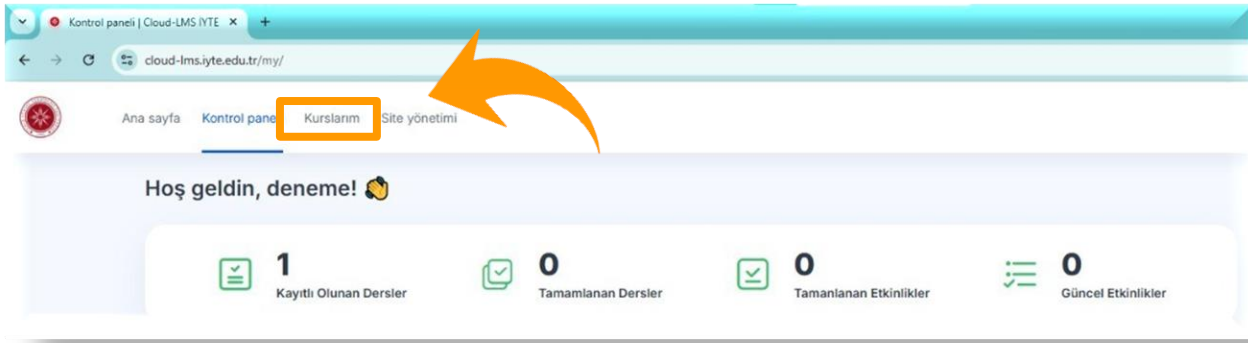 Kontrol paneli | Cloud-LMS İYTE
cloud-lms.iyte.edu.tr/my/
Ana sayfa Kontrol pane Kurslarım Site yönetimi
Hoş geldin, deneme!
1 0 0 0
Kayıtlı Olunan Dersler Tamamlanan Dersler Tamanlanan Etkinlikler Güncel Etkinlikler